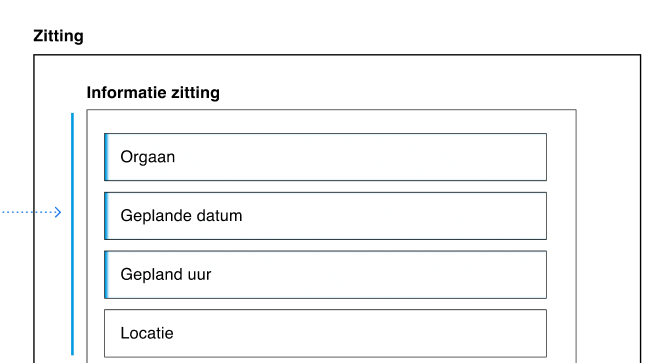 Zitting
Informatie zitting
Orgaan
Geplande datum
Gepland uur
Locatie